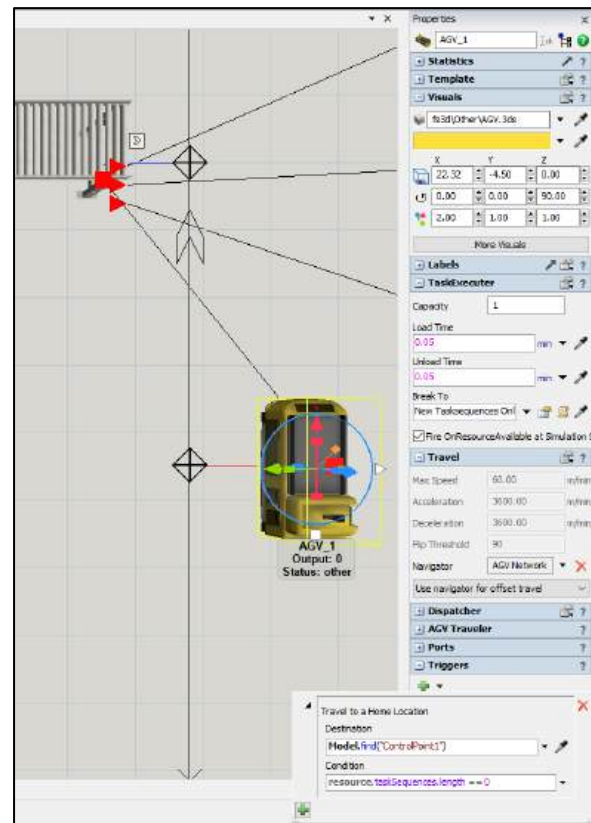 Properties
AGV_1
Statistics
Template
Visuals
fs3d\Other\AGV.3ds
X Y Z
22.32 -4.50 0.00
0.00 0.00 90.00
2.00 1.00 1.00
More Visuals
Labels
TaskExecuter
Capacity 1
Load Time
0.05 min
Unload Time
0.05 min
Break To
New Tasksequences Onl
Fire OnResourceAvailable at Simulation S
Travel
Max Speed 60.00 m/min
Acceleration 3600.00 m/min
Deceleration 3600.00 m/min
Flip Threshold 90
Navigator AGV Network
Use navigator for offset travel
Dispatcher
AGV Traveler
Ports
Triggers
AGV_1
Output: 0
Status: other
Travel to a Home Location
Destination
Model.find("ControlPoint1")
Condition
resource.taskSequences.length == 0